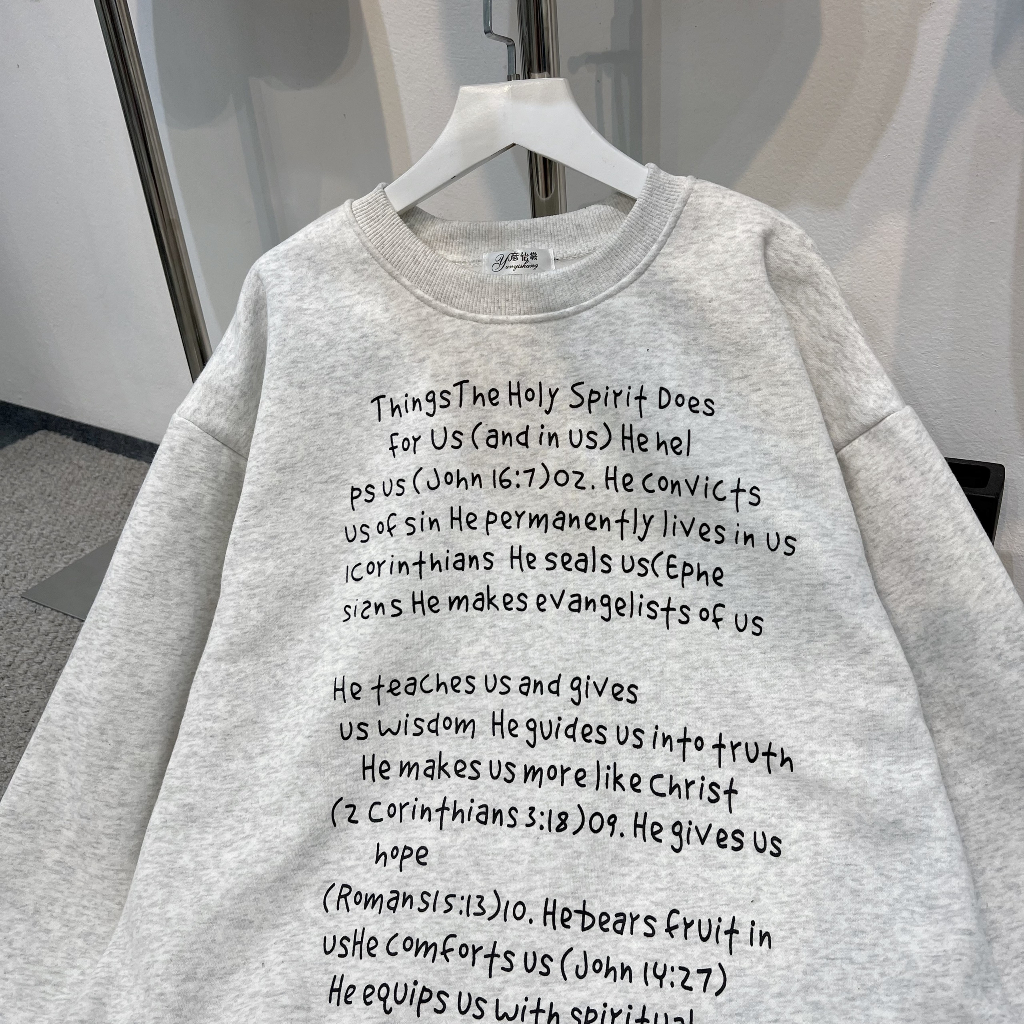 Yunyishang
ThingsThe Holy Spirit Does
for Us (and in us) He hel
ps us (John 16:7)02. He convicts
us of sin He permanently lives in us
1corinthians He seals us(Ephe
sians He makes evangelists of us
He teaches us and gives
us wisdom He guides us into truth
He makes us more like Christ
(2 corinthians 3:18)09. He gives us
hope
(Romans15:13)10. Hebears fruit in
usHe comforts us (John 14:27)
He equips us with spiritual